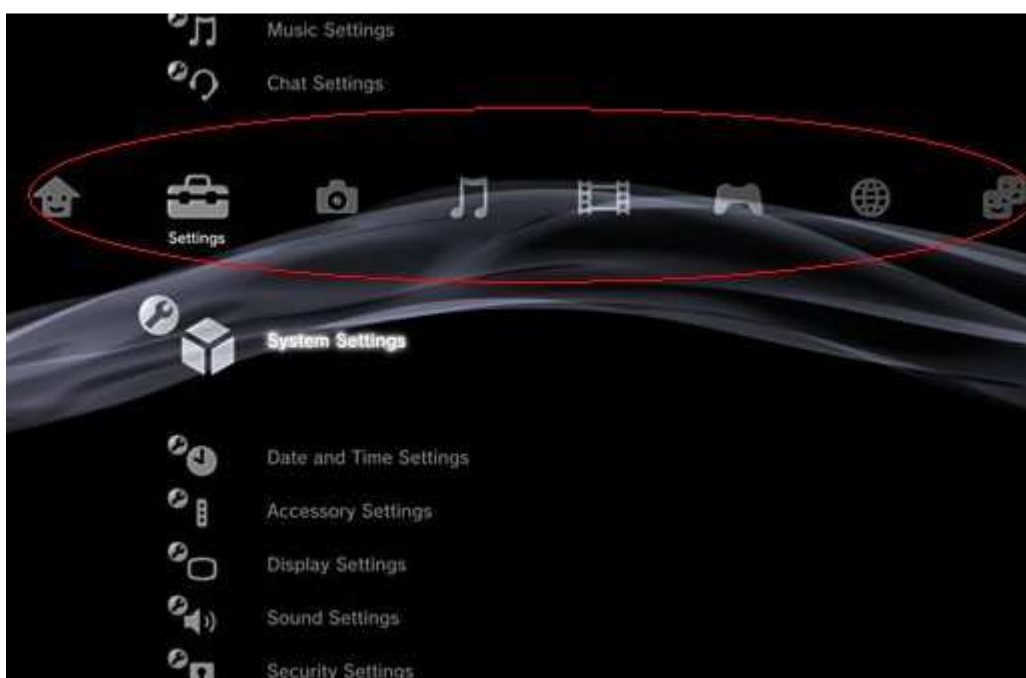 Music Settings
Chat Settings
Settings
System Settings
Date and Time Settings
Accessory Settings
Display Settings
Sound Settings
Security Settings